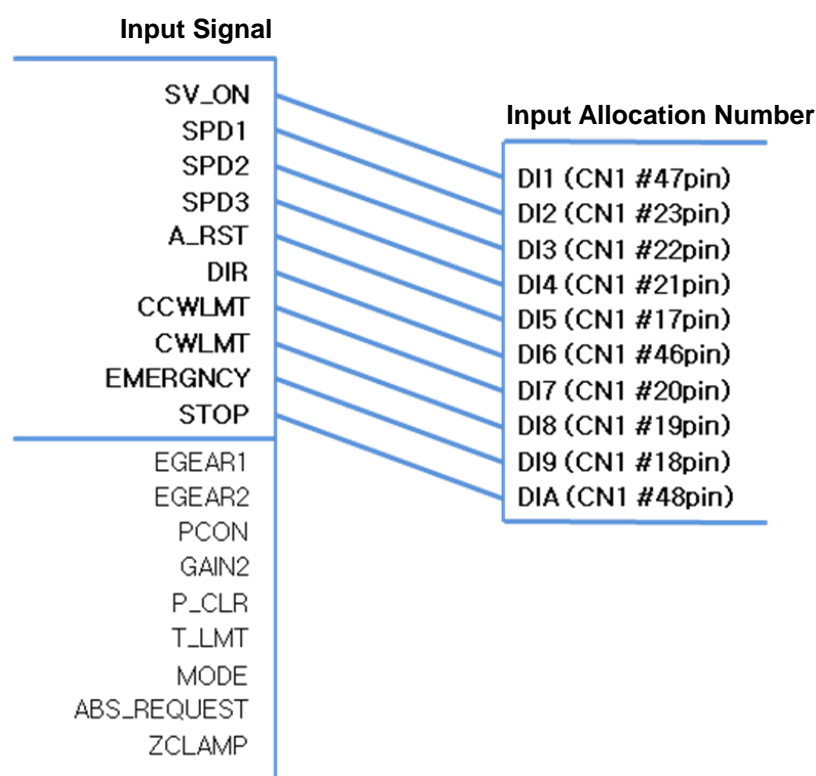 Input Signal
SV_ON
SPD1
SPD2
SPD3
A_RST
DIR
CCWLMT
CWLMT
EMERGNCY
STOP
EGEAR1
EGEAR2
PCON
GAIN2
P_CLR
T_LMT
MODE
ABS_REQUEST
ZCLAMP
Input Allocation Number
DI1 (CN1 #47pin)
DI2 (CN1 #23pin)
DI3 (CN1 #22pin)
DI4 (CN1 #21pin)
DI5 (CN1 #17pin)
DI6 (CN1 #46pin)
DI7 (CN1 #20pin)
DI8 (CN1 #19pin)
DI9 (CN1 #18pin)
DIA (CN1 #48pin)